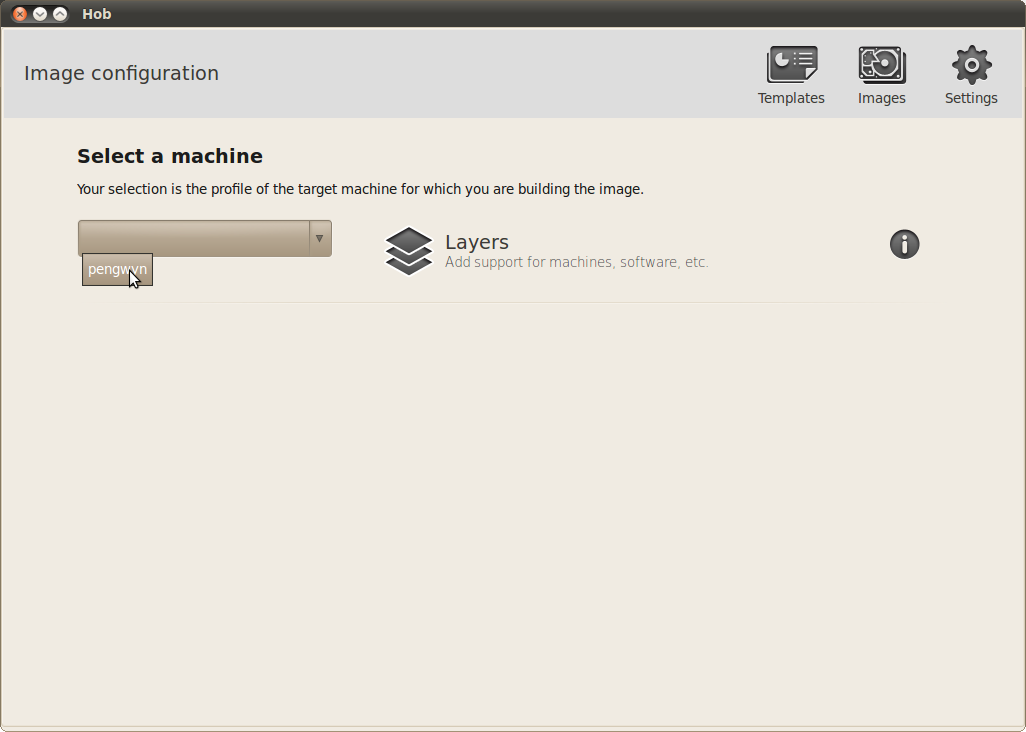 Hob
Image configuration
Templates
Images
Settings
Select a machine
Your selection is the profile of the target machine for which you are building the image.
Layers
Add support for machines, software, etc.
pengwyn